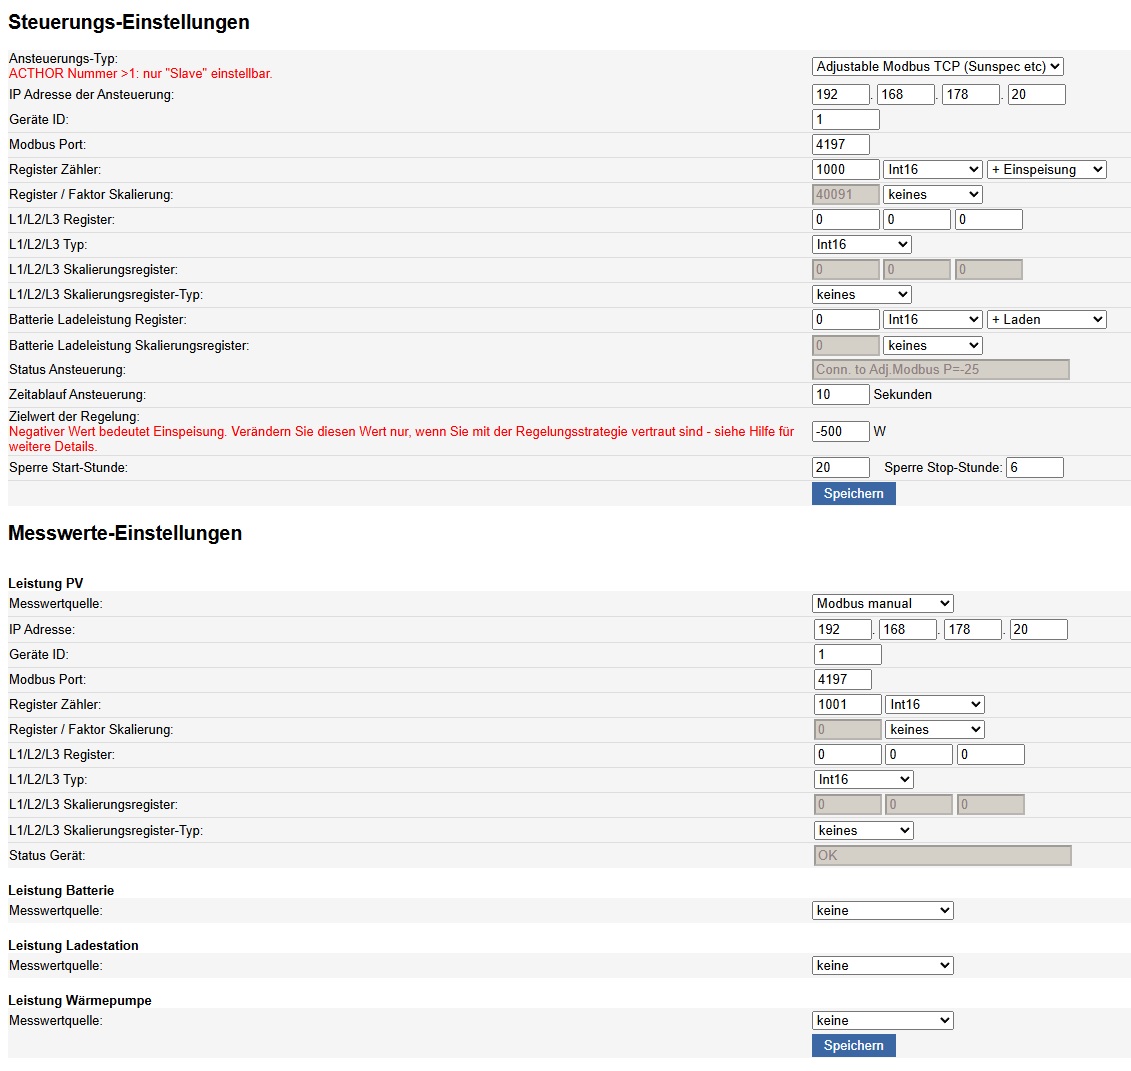 Steuerungs-Einstellungen
Ansteuerungs-Typ:
ACTHOR Nummer >1: nur "Slave" einstellbar.
Adjustable Modbus TCP (Sunspec etc)
IP Adresse der Ansteuerung: 192 . 168 . 178 . 20
Geräte ID: 1
Modbus Port: 4197
Register Zähler: 1000 Int16 + Einspeisung
Register / Faktor Skalierung: 40091 keines
L1/L2/L3 Register: 0 0 0
L1/L2/L3 Typ: Int16
L1/L2/L3 Skalierungsregister: 0 0 0
L1/L2/L3 Skalierungsregister-Typ: keines
Batterie Ladeleistung Register: 0 Int16 + Laden
Batterie Ladeleistung Skalierungsregister: 0 keines
Status Ansteuerung: Conn. to Adj.Modbus P=-25
Zeitablauf Ansteuerung: 10 Sekunden
Zielwert der Regelung:
Negativer Wert bedeutet Einspeisung. Verändern Sie diesen Wert nur, wenn Sie mit der Regelungsstrategie vertraut sind - siehe Hilfe für
weitere Details.
-500 W
Sperre Start-Stunde: 20 Sperre Stop-Stunde: 6
Speichern
Messwerte-Einstellungen
Leistung PV
Messwertquelle: Modbus manual
IP Adresse: 192 . 168 . 178 . 20
Geräte ID: 1
Modbus Port: 4197
Register Zähler: 1001 Int16
Register / Faktor Skalierung: 0 keines
L1/L2/L3 Register: 0 0 0
L1/L2/L3 Typ: Int16
L1/L2/L3 Skalierungsregister: 0 0 0
L1/L2/L3 Skalierungsregister-Typ: keines
Status Gerät: OK
Leistung Batterie
Messwertquelle: keine
Leistung Ladestation
Messwertquelle: keine
Leistung Wärmepumpe
Messwertquelle: keine
Speichern